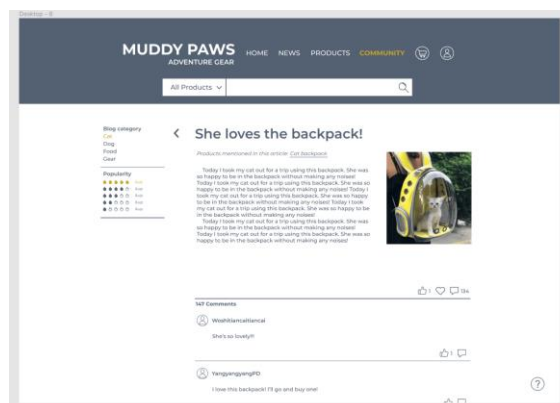 Desktop - 8
MUDDY PAWS
ADVENTURE GEAR
HOME
NEWS
PRODUCTS
COMMUNITY
All Products
Blog category
Cat
Dog
Food
Gear
Popularity
She loves the backpack!
Products mentioned in this article: Cat backpack
Today I took my cat out for a trip using this backpack. She was
so happy to be in the backpack without making any noises!
Today I took my cat out for a trip using this backpack. She was so
happy to be in the backpack without making any noises! Today I
took my cat out for a trip using this backpack. She was so happy
to be in the backpack without making any noises! Today I took
my cat out for a trip using this backpack. She was so happy to be
in the backpack without making any noises!
Today I took my cat out for a trip using this backpack. She was
so happy to be in the backpack without making any noises!
Today I took my cat out for a trip using this backpack. She was so
happy to be in the backpack without making any noises!
1
134
147 Comments
She's so lovely!!!
1
YangyangyangPD
I love this backpack! I'll go and buy one!
?